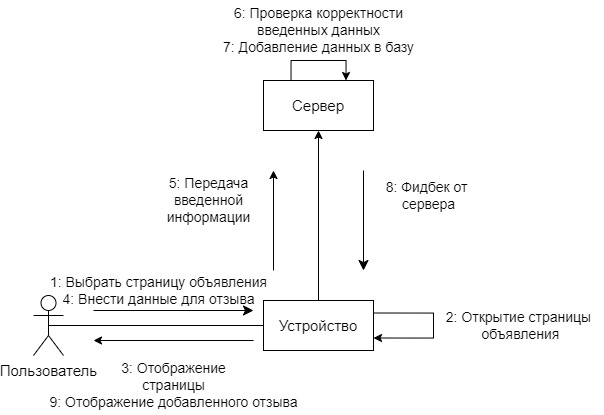 6: Проверка корректности
введенных данных
7: Добавление данных в базу
Сервер
5: Передача
введенной
информации
8: Фидбек от
сервера
1: Выбрать страницу объявления
4: Внести данные для отзыва
Устройство
2: Открытие страницы
объявления
Пользователь
3: Отображение
страницы
9: Отображение добавленного отзыва